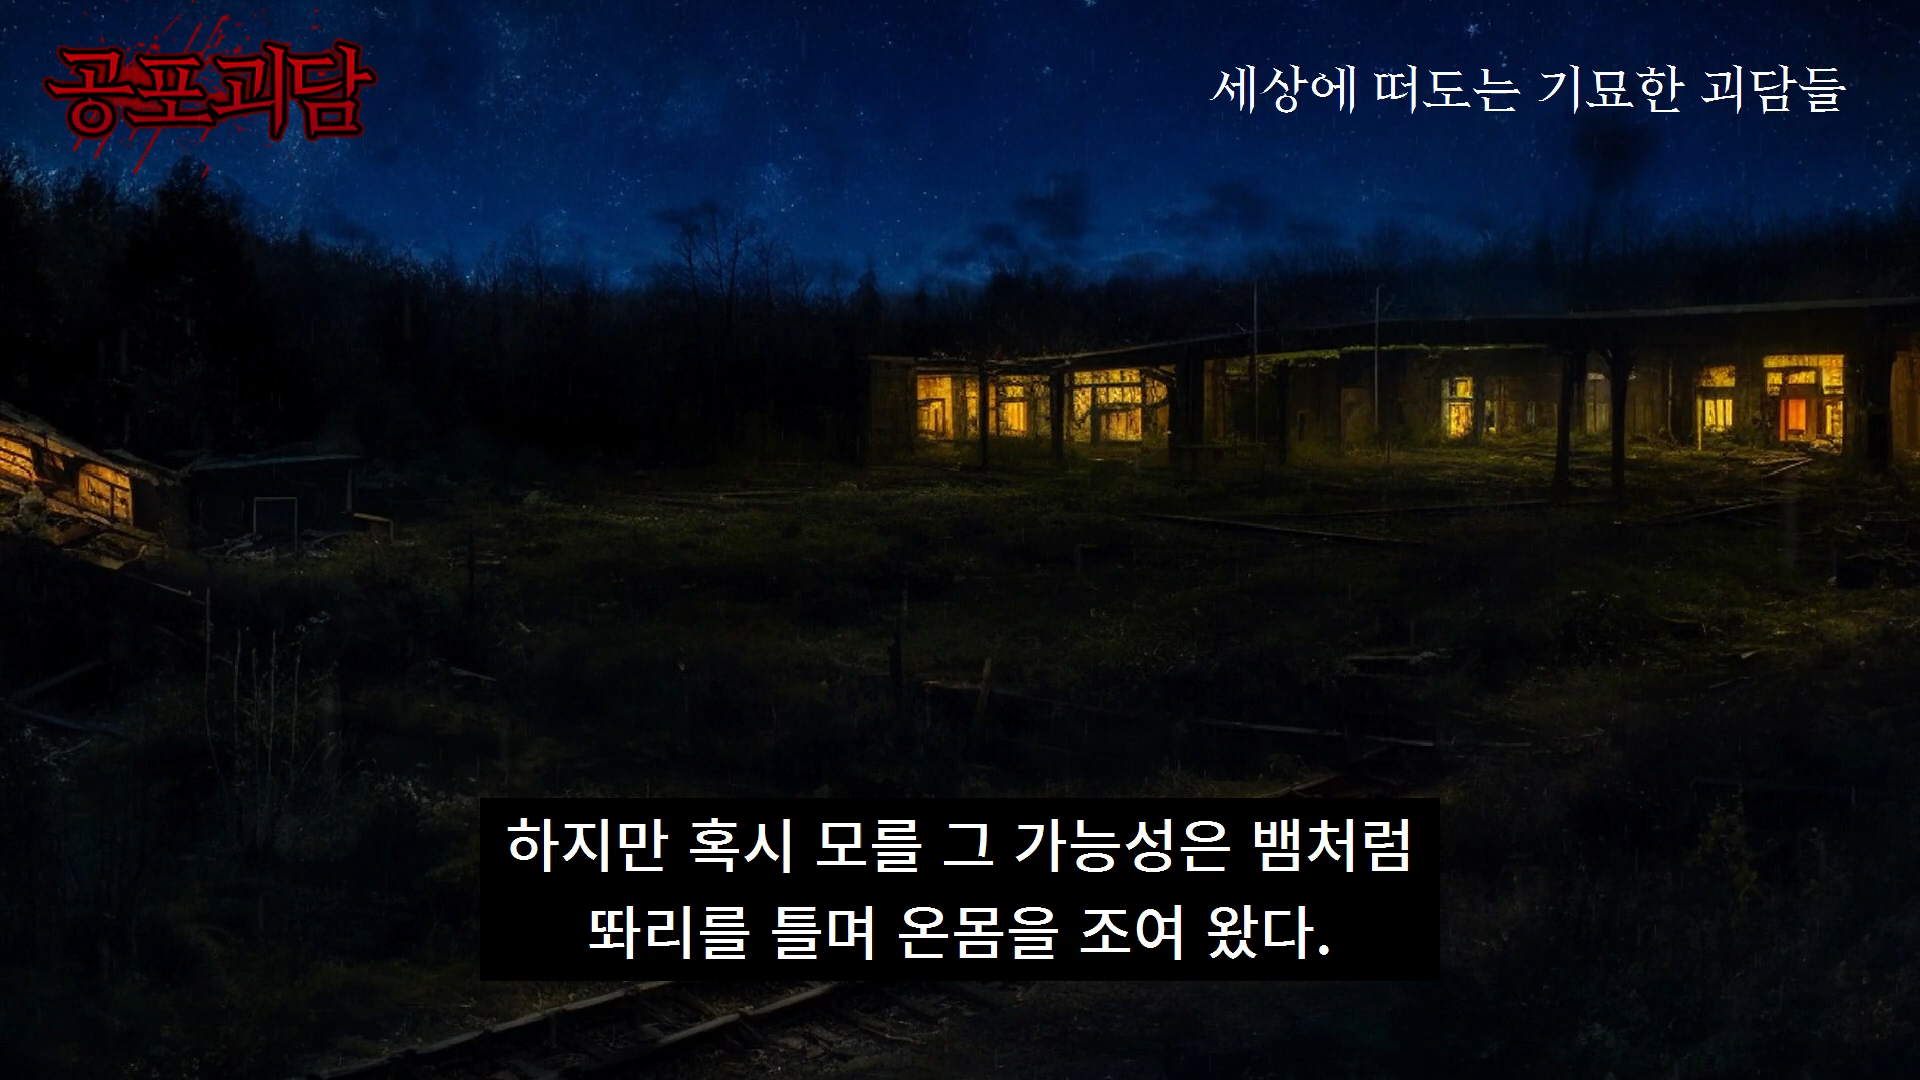 공포괴담
세상에 떠도는 기묘한 괴담들
하지만 혹시 모를 그 가능성은 뱀처럼
똬리를 틀며 온몸을 조여 왔다.